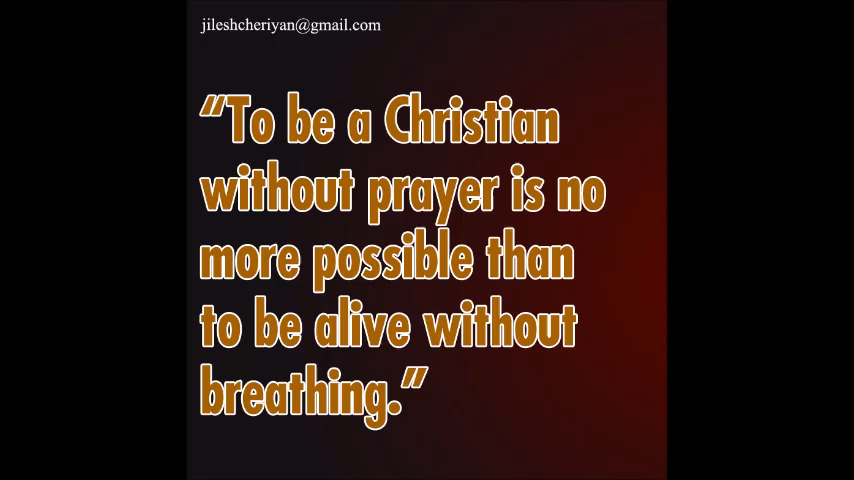 jileshcheriyan@gmail.com
“To be a Christian
without prayer is no
more possible than
to be alive without
breathing.”